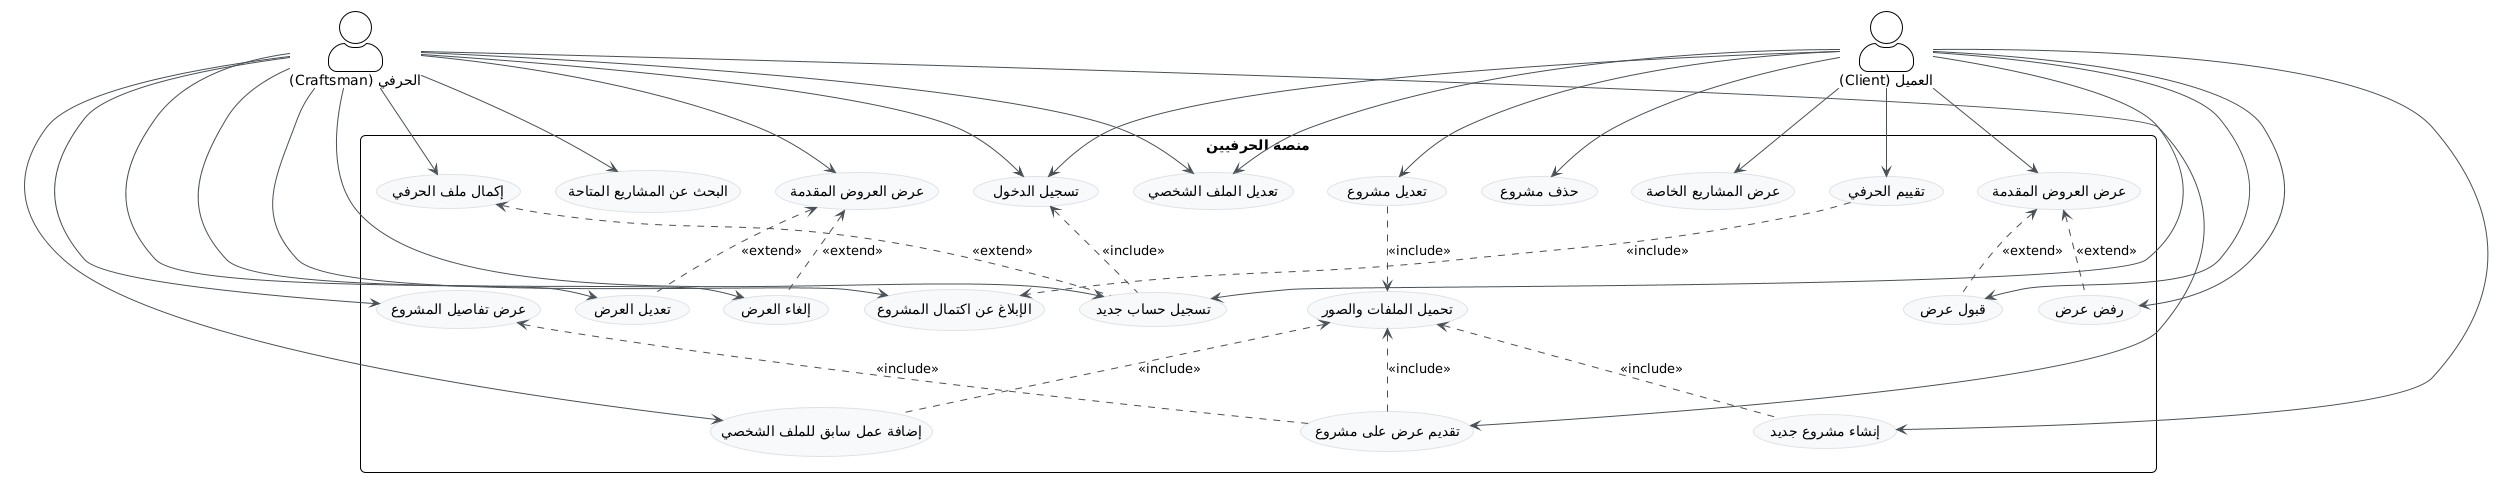 الحرفي (Craftsman)
العميل (Client)
منصة الحرفيين
إكمال ملف الحرفي
البحث عن المشاريع المتاحة
عرض العروض المقدمة
تسجيل الدخول
تعديل الملف الشخصي
تعديل مشروع
حذف مشروع
عرض المشاريع الخاصة
تقييم الحرفي
عرض العروض المقدمة
«extend»
«extend»
«extend»
«include»
«include»
«include»
«extend»
«extend»
عرض تفاصيل المشروع
تعديل العرض
إلغاء العرض
الإبلاغ عن اكتمال المشروع
تسجيل حساب جديد
تحميل الملفات والصور
قبول عرض
رفض عرض
«include»
«include»
«include»
«include»
إضافة عمل سابق للملف الشخصي
تقديم عرض على مشروع
إنشاء مشروع جديد